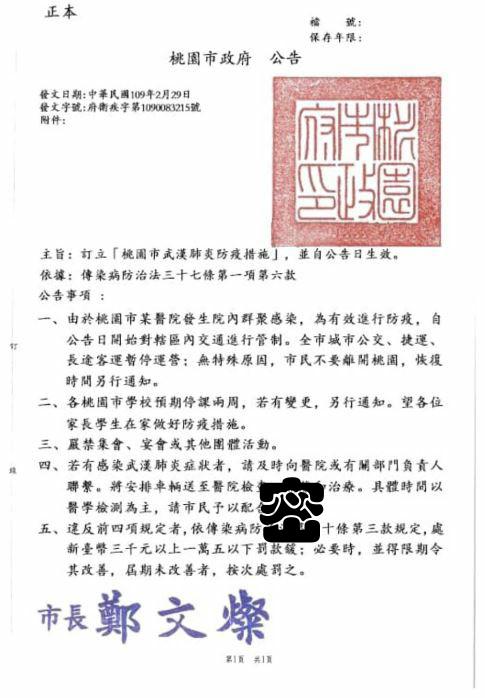 正本
檔　　號：
保存年限：
桃園市政府　公告
發文日期:中華民國109年2月29日
發文字號:府衛疾字第1090083215號
附件：
桃園市政府印
主旨：訂立「桃園市武漢肺炎防疫措施」，並自公告日生效。
依據：傳染病防治法三十七條第一項第六款
公告事項：
一、由於桃園市某醫院發生院內群聚感染，為有效進行防疫，自
公告日開始對轄區內交通進行管制。全市城市公交、捷運、
長途客運暫停運營；無特殊原因，市民不要離開桃園，恢復
時間另行通知。
二、各桃園市學校預期停課兩周，若有變更，另行通知。望各位
家長學生在家做好防疫措施。
訂
三、嚴禁集會、宴會或其他團體活動。
四、若有感染武漢肺炎症狀者，請及時向醫院或有關部門負責人
聯繫。將安排車輛送至醫院檢 和治療。具體時間以
線
醫學檢測為主，請市民予以配合
五、違反前四項規定者，依傳染病防 十條第三款規定，處
新臺幣三千元以上一萬五以下罰款鍰；必要時，並得限期令
其改善，屆期未改善者，按次處罰之。
市長 鄭文燦
第1頁　共1頁